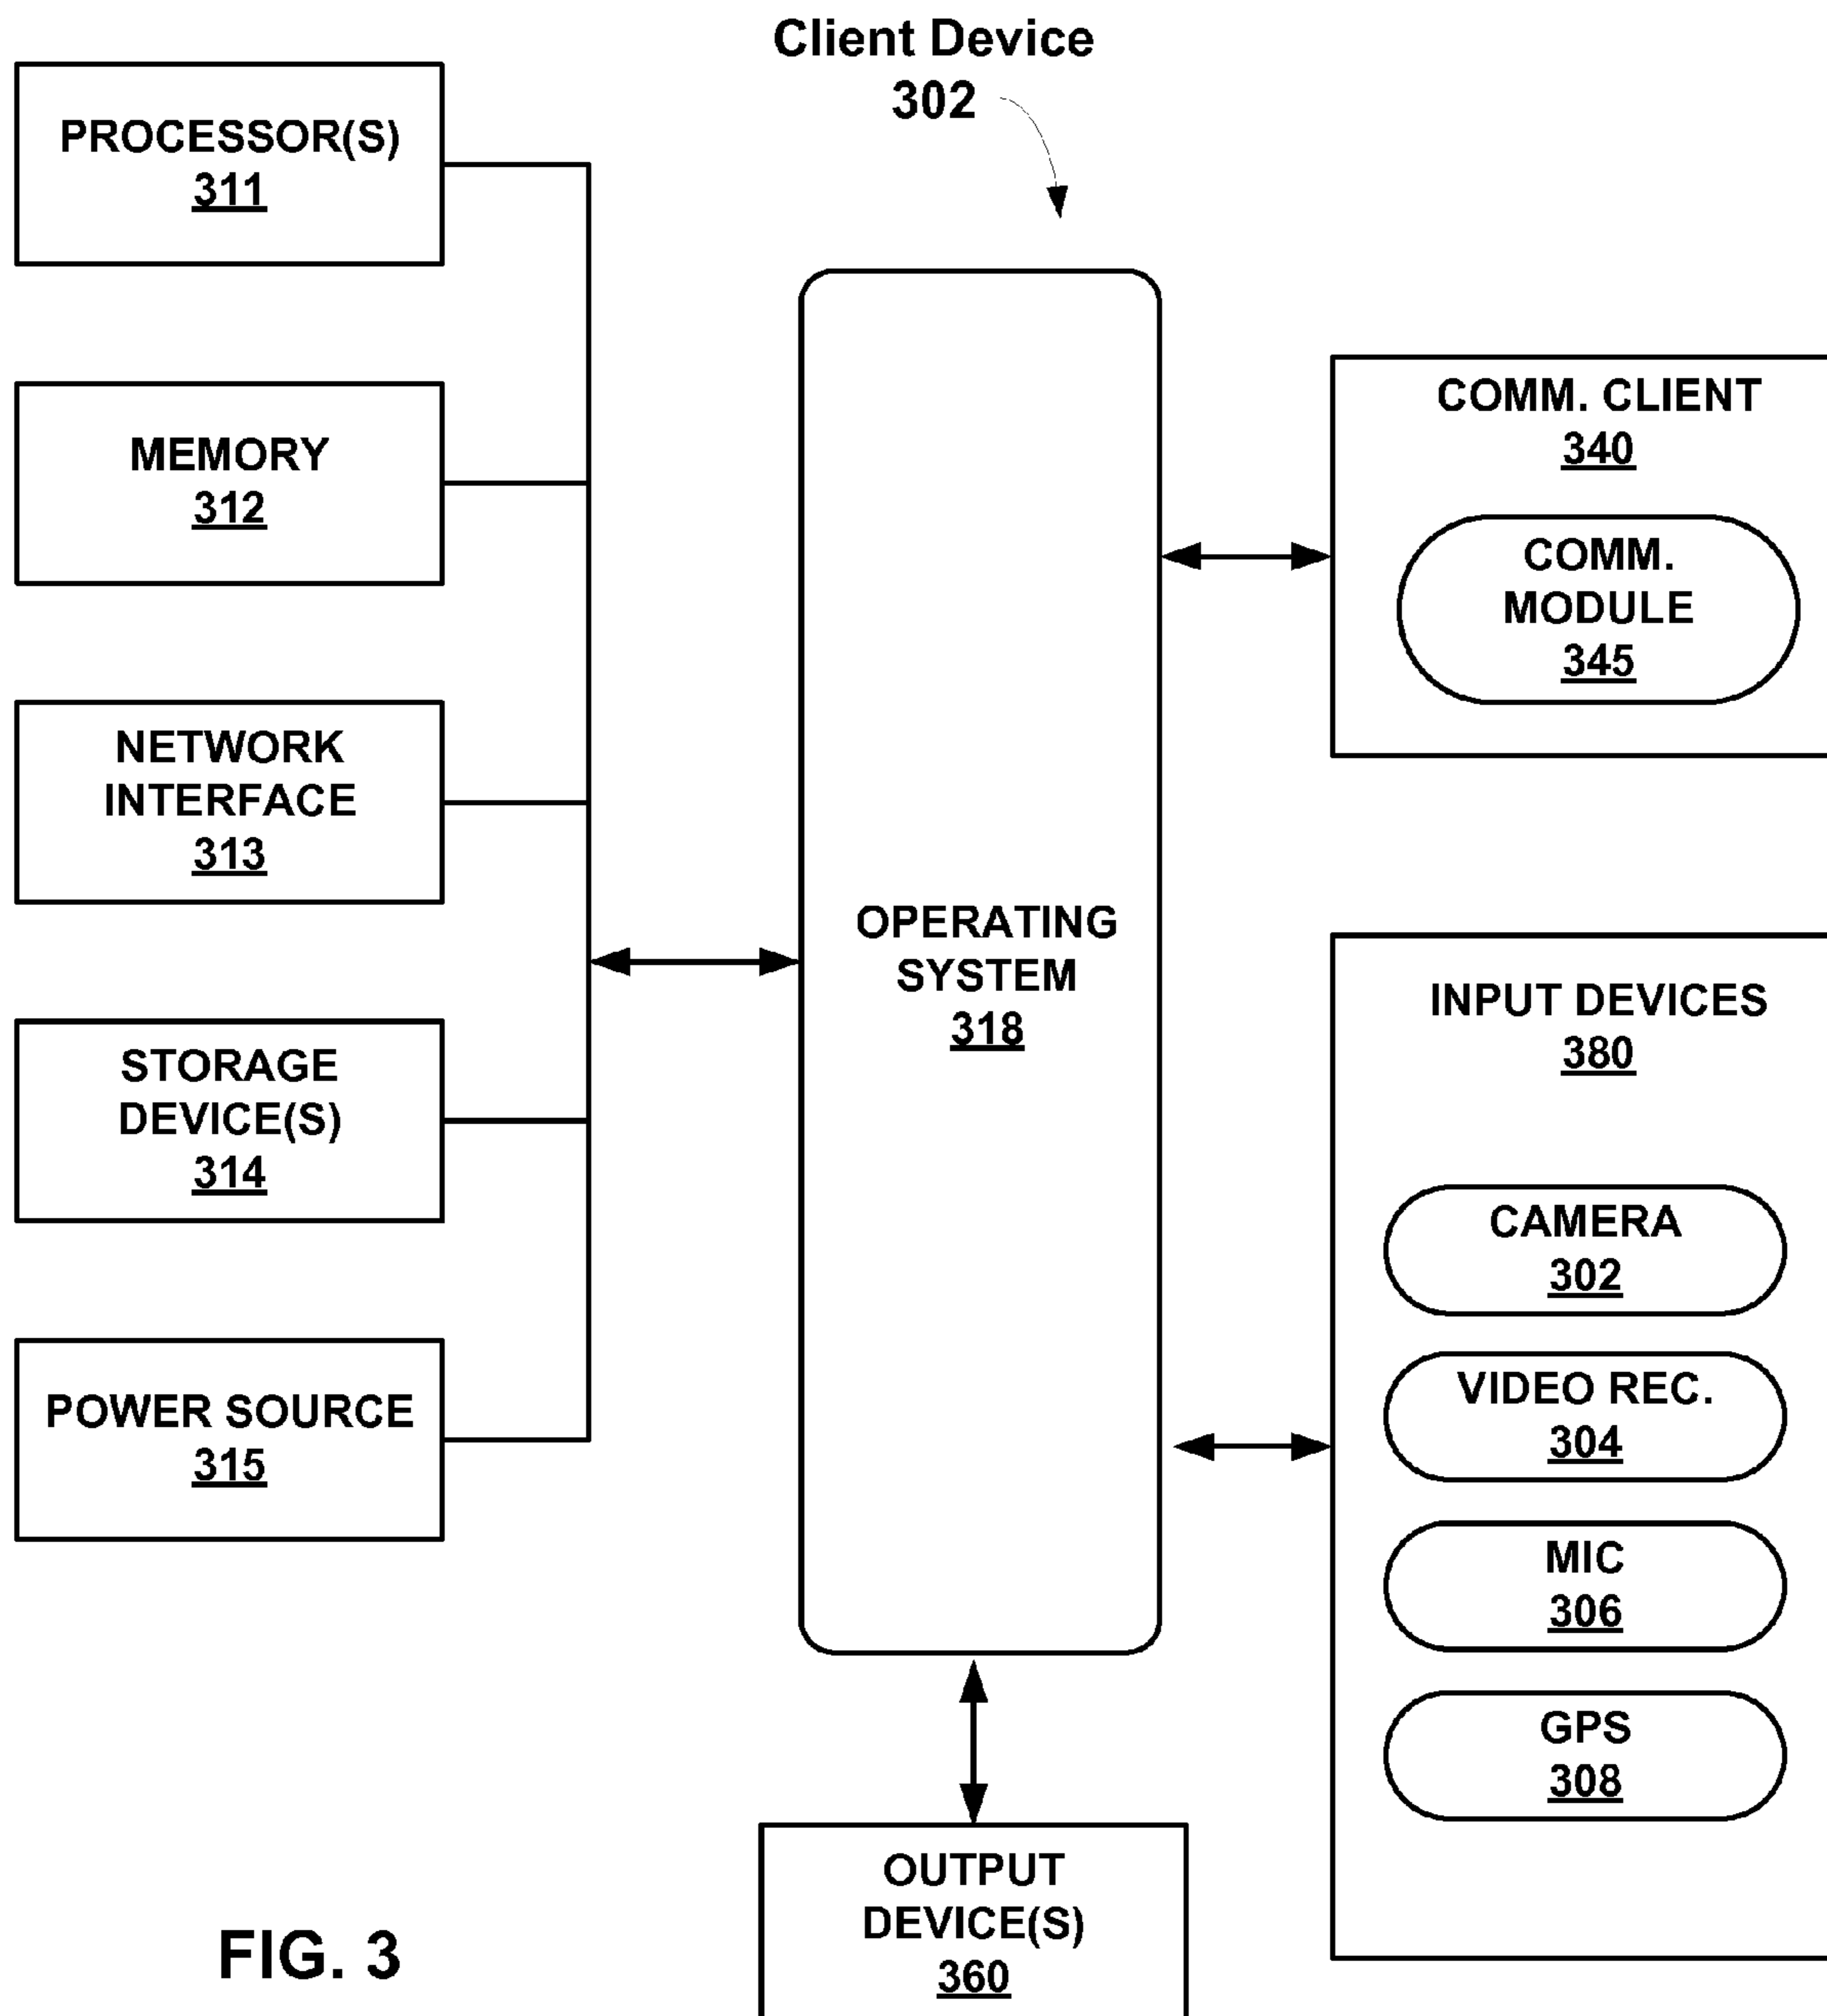 Client Device
302
PROCESSOR(S)
311
MEMORY
312
NETWORK
INTERFACE
313
STORAGE
DEVICE(S)
314
POWER SOURCE
315
OPERATING
SYSTEM
318
COMM. CLIENT
340
COMM.
MODULE
345
INPUT DEVICES
380
CAMERA
302
VIDEO REC.
304
MIC
306
GPS
308
OUTPUT
DEVICE(S)
360
FIG. 3